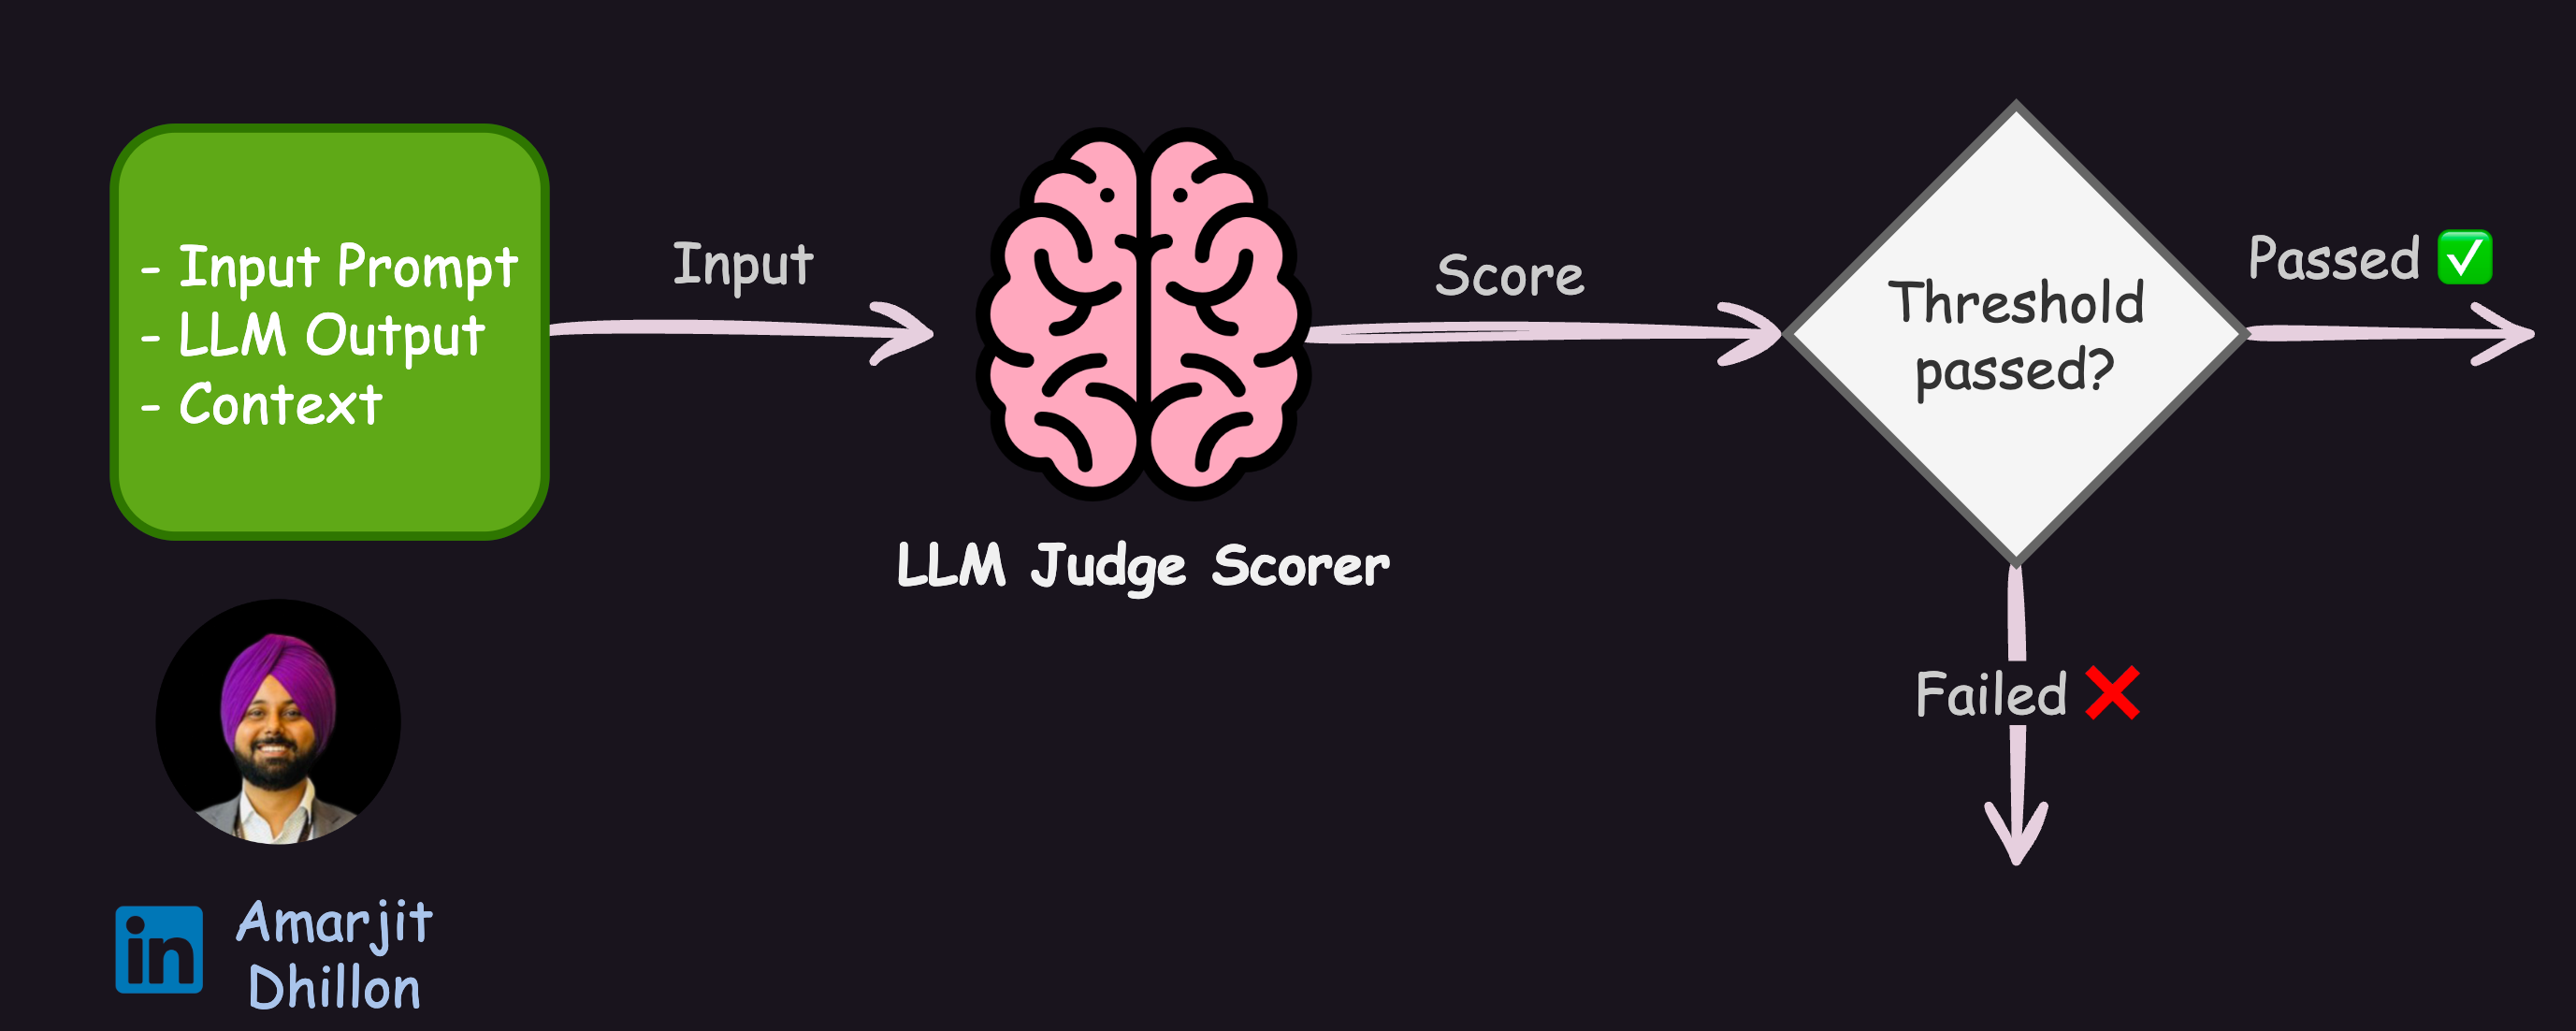 - Input Prompt
- LLM Output
- Context
Input
LLM Judge Scorer
Score
Threshold
passed?
Passed ✅
Failed ❌
in
Amarjit
Dhillon